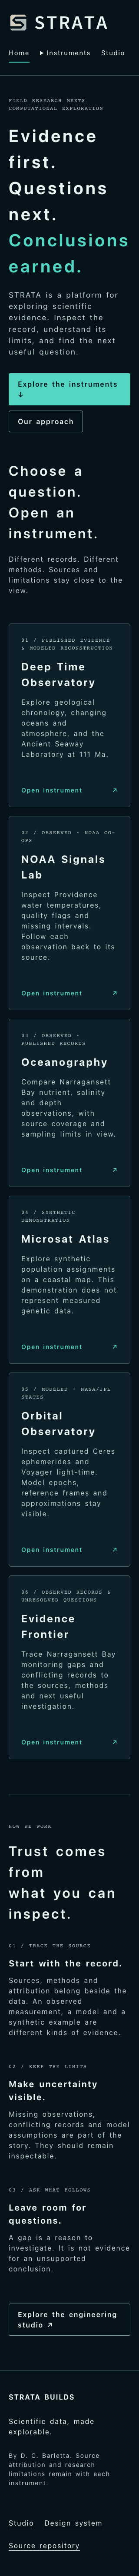 STRATA
Home ▶ Instruments Studio
FIELD RESEARCH MEETS
COMPUTATIONAL EXPLORATION
Evidence
first.
Questions
next.
Conclusions
earned.
STRATA is a platform for
exploring scientific
evidence. Inspect the
record, understand its
limits, and find the next
useful question.
Explore the instruments
↓
Our approach
Choose a
question.
Open an
instrument.
Different records. Different
methods. Sources and
limitations stay close to the
view.
01 / PUBLISHED EVIDENCE
& MODELED RECONSTRUCTION
Deep Time
Observatory
Explore geological
chronology, changing
oceans and
atmosphere, and the
Ancient Seaway
Laboratory at 111 Ma.
Open instrument ↗
02 / OBSERVED · NOAA CO-
OPS
NOAA Signals
Lab
Inspect Providence
water temperatures,
quality flags and
missing intervals.
Follow each
observation back to its
source.
Open instrument ↗
03 / OBSERVED ·
PUBLISHED RECORDS
Oceanography
Compare Narragansett
Bay nutrient, salinity
and depth
observations, with
source coverage and
sampling limits in view.
Open instrument ↗
04 / SYNTHETIC
DEMONSTRATION
Microsat Atlas
Explore synthetic
population assignments
on a coastal map. This
demonstration does not
represent measured
genetic data.
Open instrument ↗
05 / MODELED · NASA/JPL
STATES
Orbital
Observatory
Inspect captured Ceres
ephemerides and
Voyager light-time.
Model epochs,
reference frames and
approximations stay
visible.
Open instrument ↗
06 / OBSERVED RECORDS &
UNRESOLVED QUESTIONS
Evidence
Frontier
Trace Narragansett Bay
monitoring gaps and
conflicting records to
the sources, methods
and next useful
investigation.
Open instrument ↗
HOW WE WORK
Trust comes
from
what you can
inspect.
01 / TRACE THE SOURCE
Start with the record.
Sources, methods and
attribution belong beside the
data. An observed
measurement, a model and a
synthetic example are
different kinds of evidence.
02 / KEEP THE LIMITS
Make uncertainty
visible.
Missing observations,
conflicting records and model
assumptions are part of the
story. They should remain
inspectable.
03 / ASK WHAT FOLLOWS
Leave room for
questions.
A gap is a reason to
investigate. It is not evidence
for an unsupported
conclusion.
Explore the engineering
studio ↗
STRATA BUILDS
Scientific data, made
explorable.
By D. C. Barletta. Source
attribution and research
limitations remain with each
instrument.
Studio Design system
Source repository